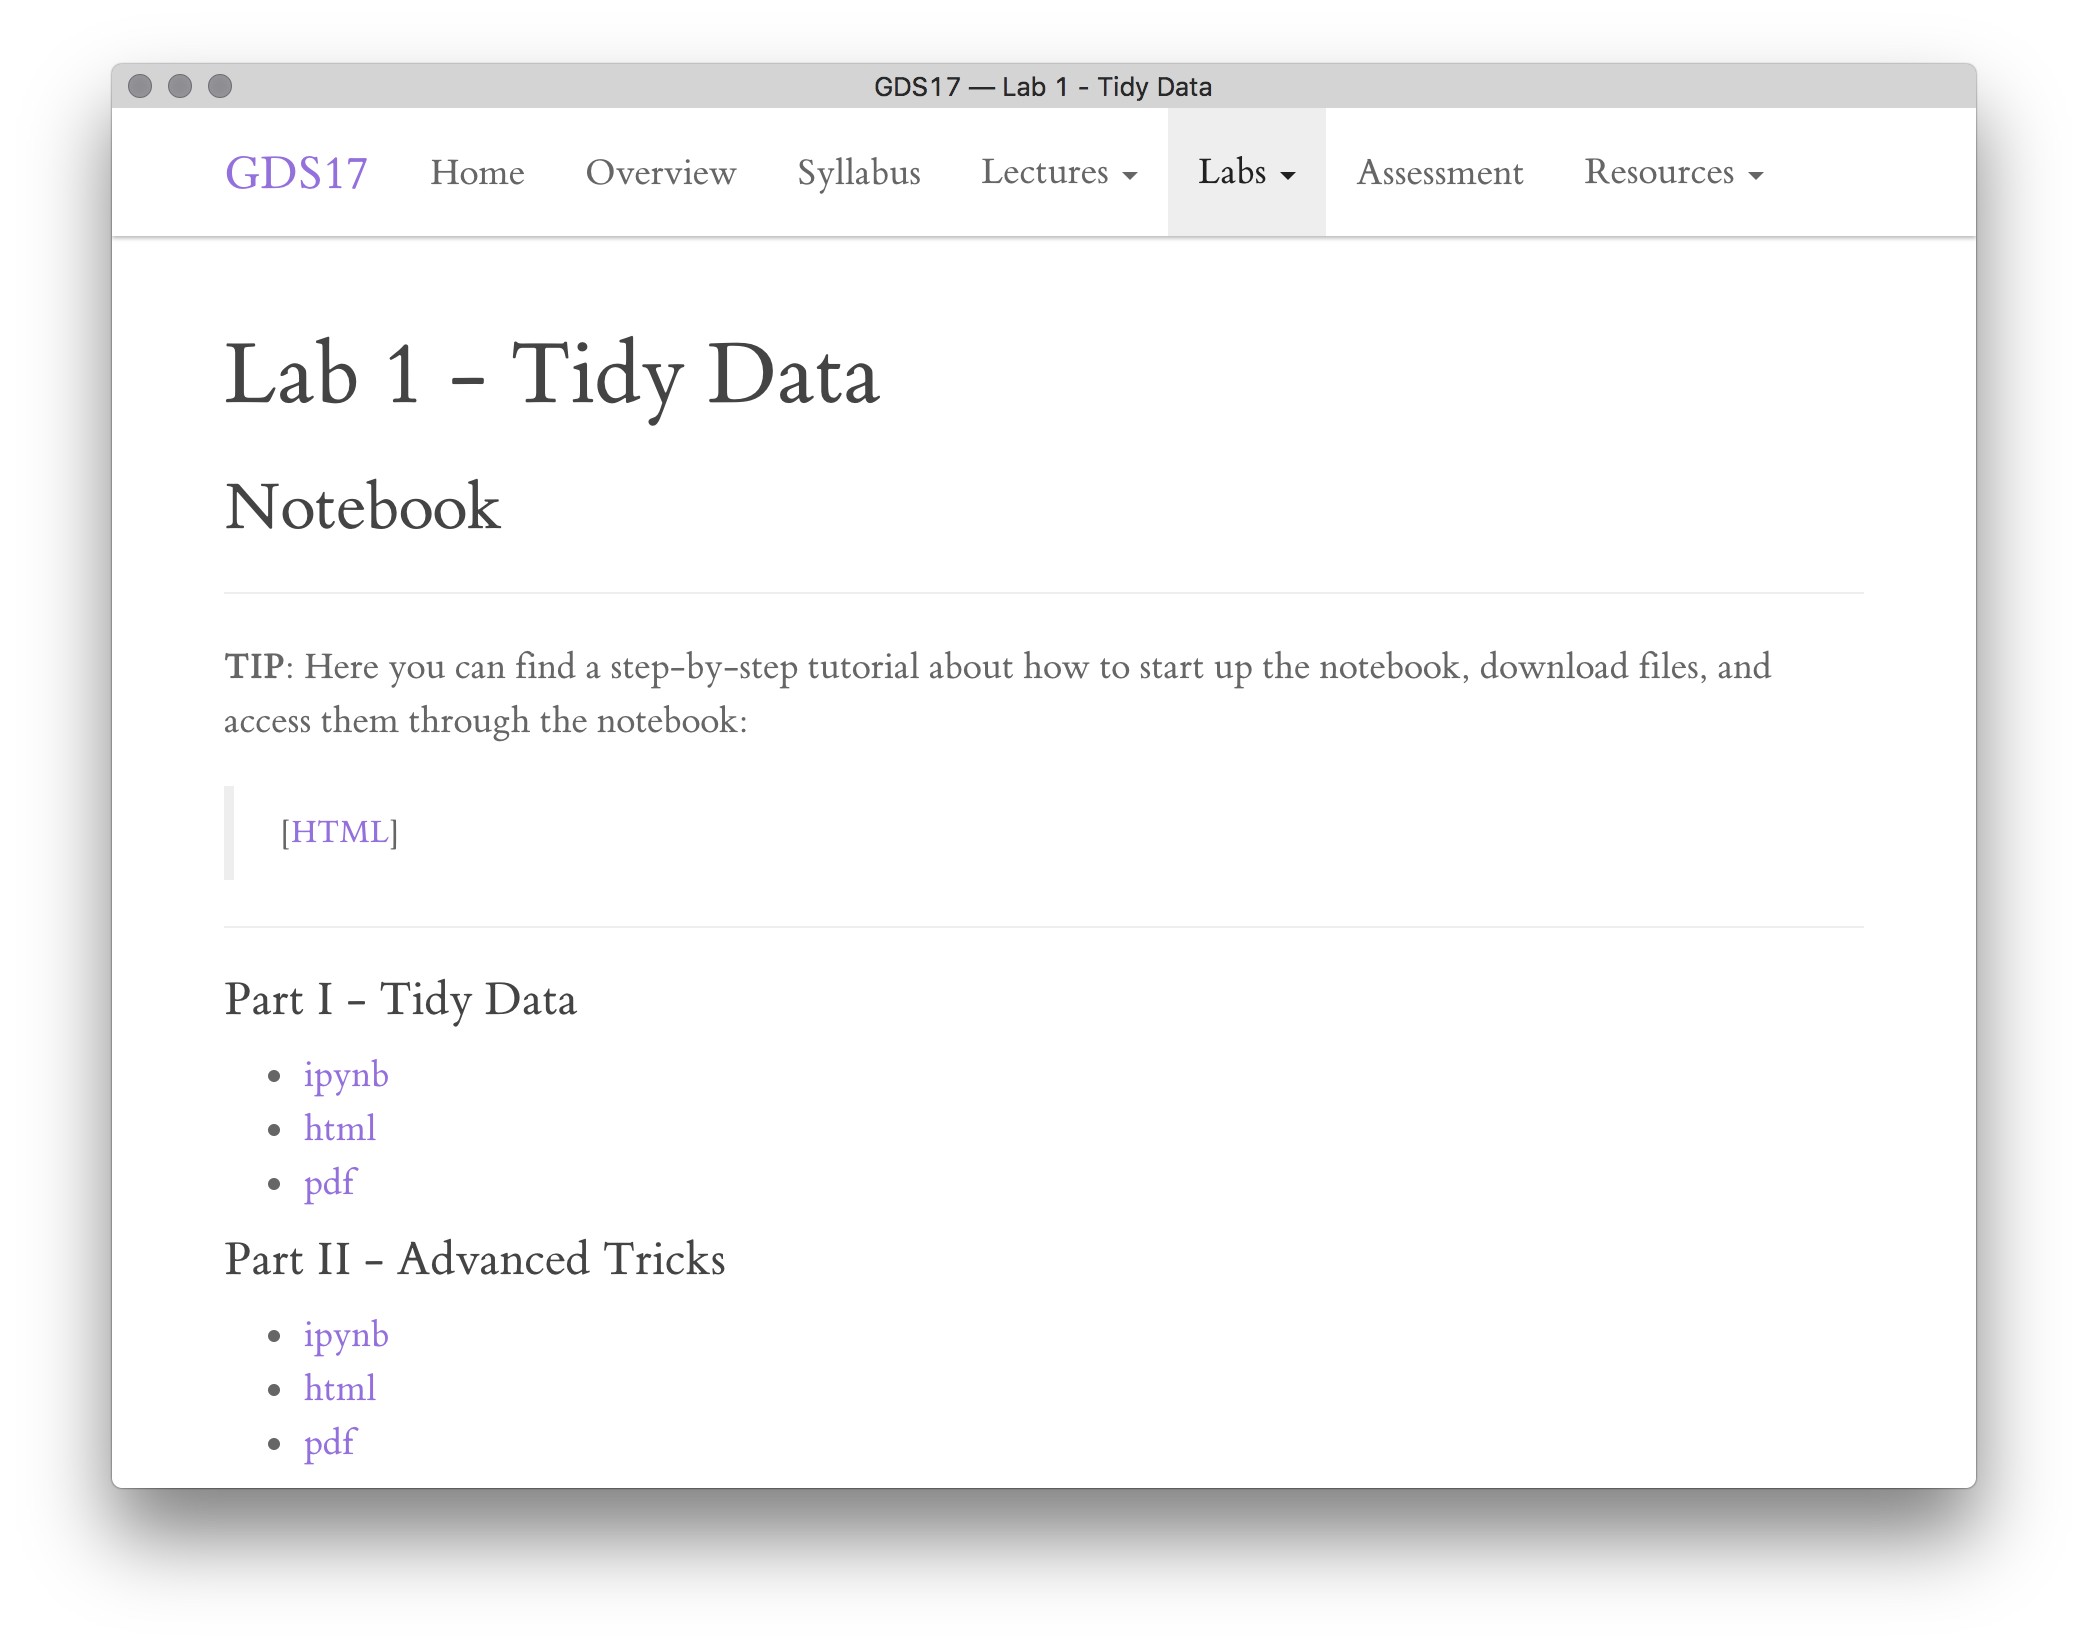 GDS17 — Lab 1 - Tidy Data
GDS17 Home Overview Syllabus Lectures Labs Assessment Resources
Lab 1 - Tidy Data
Notebook
TIP: Here you can find a step-by-step tutorial about how to start up the notebook, download files, and
access them through the notebook:
[HTML]
Part I - Tidy Data
ipynb
html
pdf
Part II - Advanced Tricks
ipynb
html
pdf